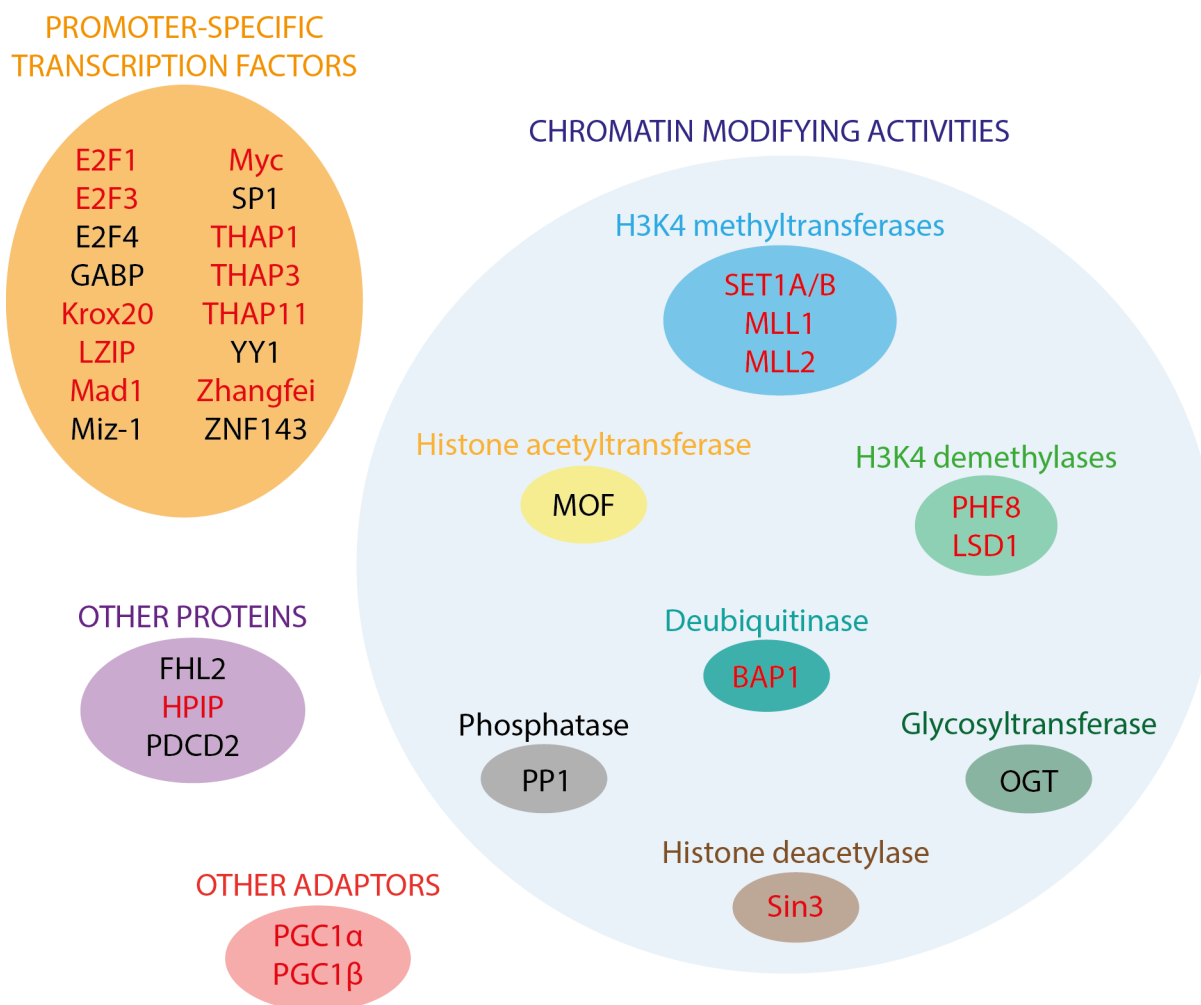 PROMOTER-SPECIFIC
TRANSCRIPTION FACTORS
E2F1 Myc
E2F3 SP1
E2F4 THAP1
GABP THAP3
Krox20 THAP11
LZIP YY1
Mad1 Zhangfei
Miz-1 ZNF143
CHROMATIN MODIFYING ACTIVITIES
H3K4 methyltransferases
SET1A/B
MLL1
MLL2
Histone acetyltransferase
MOF
H3K4 demethylases
PHF8
LSD1
Deubiquitinase
BAP1
Phosphatase
PP1
Glycosyltransferase
OGT
Histone deacetylase
Sin3
OTHER PROTEINS
FHL2
HPIP
PDCD2
OTHER ADAPTORS
PGC1α
PGC1β